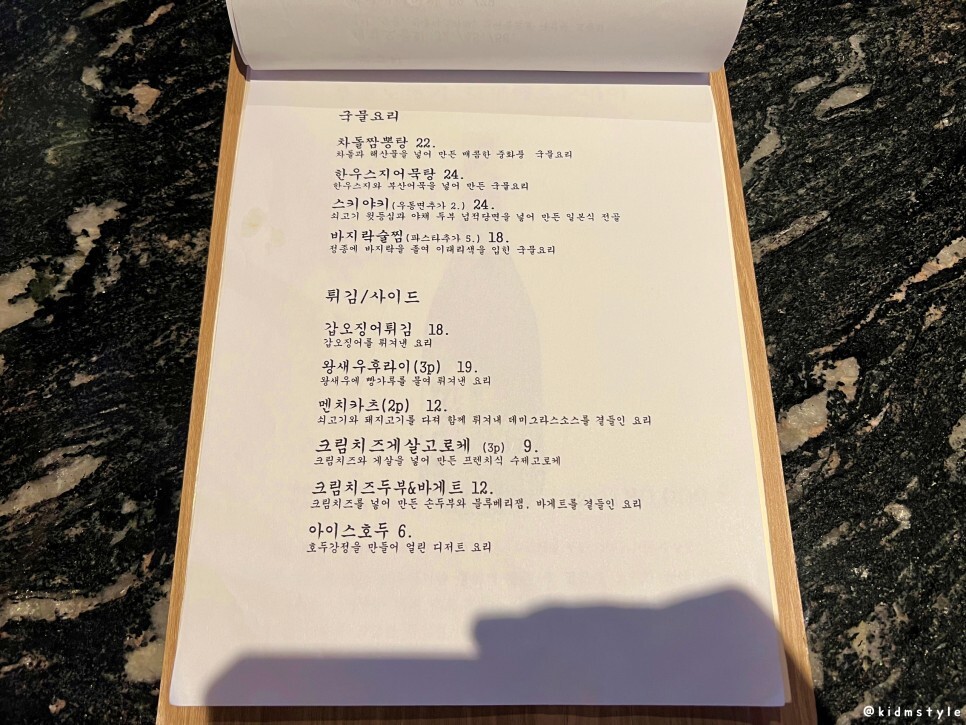 국물요리
차돌짬뽕탕 22.
차돌과 해산물을 넣어 만든 매콤한 중화풍 국물요리
한우스지어묵탕 24.
한우스지와 부산어묵을 넣어 만든 국물요리
스키야키(우동면추가 2.) 24.
쇠고기 윗등심과 야채 두부 넙적당면을 넣어 만든 일본식 전골
바지락술찜(파스타추가 5.) 18.
정종에 바지락을 졸여 이태리색을 입힌 국물요리
튀김/사이드
갑오징어튀김 18.
갑오징어를 튀겨낸 요리
왕새우후라이(3p) 19.
왕새우에 빵가루를 물여 튀겨낸 요리
멘치카츠(2p) 12.
쇠고기와 돼지고기를 다져 함께 튀겨내 데미그라스소스를 곁들인 요리
크림치즈게살고로케 (3p) 9.
크림치즈와 게살을 넣어 만든 프랜치식 수제고로케
크림치즈두부&바게트 12.
크림치즈를 넣어 만든 손두부와 블루베리잼, 바게트를 곁들인 요리
아이스호두 6.
호두강정을 만들어 얼린 디저트 요리
@kidmstyle